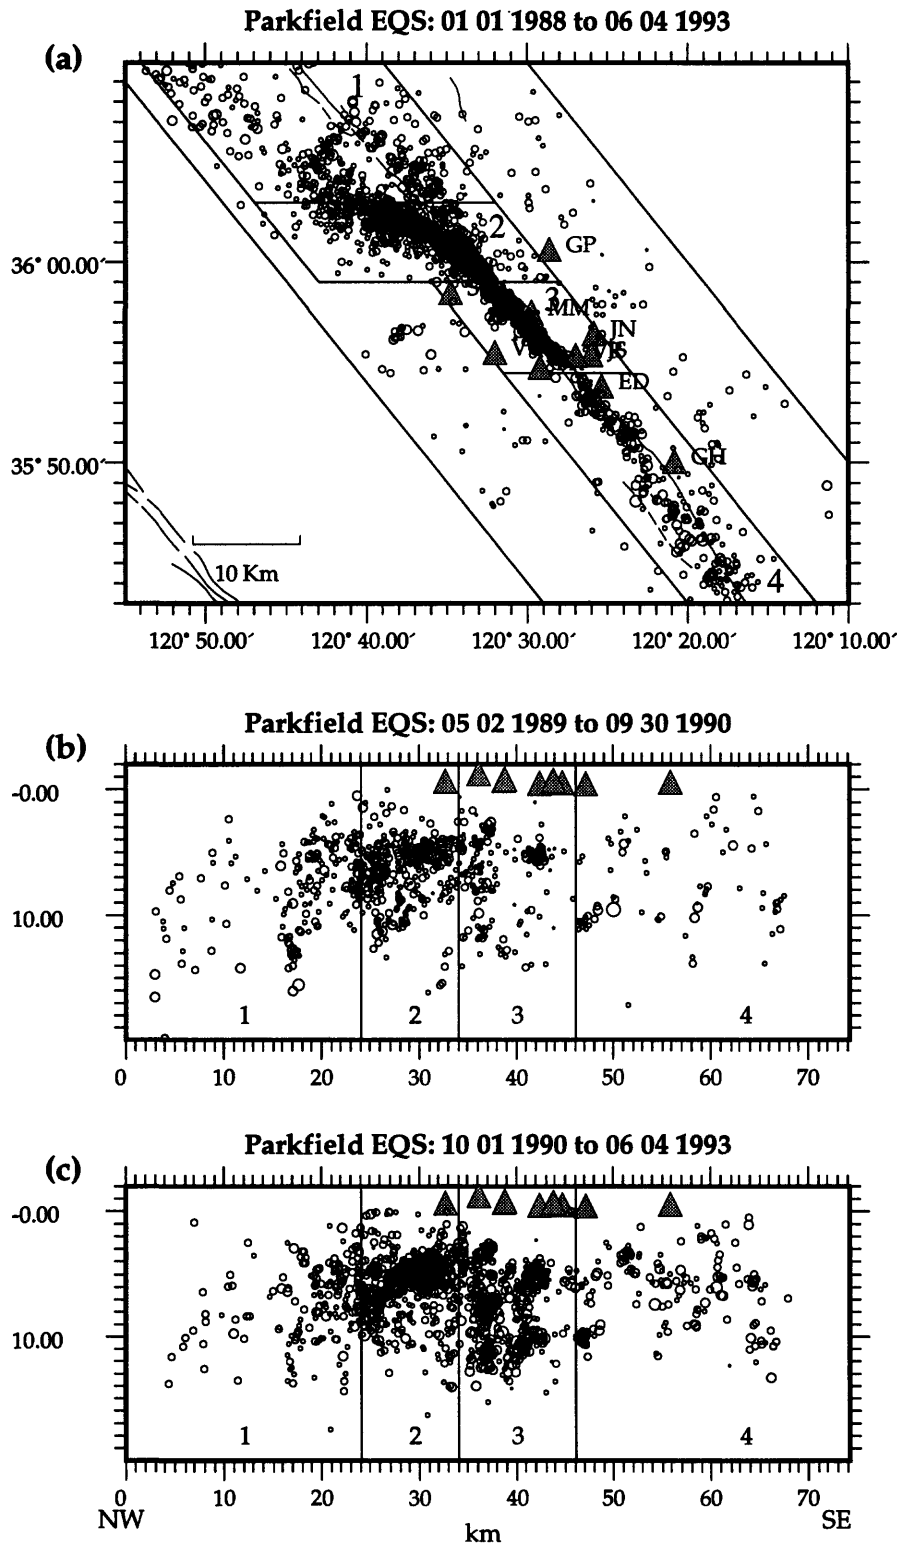 Parkfield EQS: 01 01 1988 to 06 04 1993
(a)
1
2
GP
36° 00.00′
3
MM
JN
V
JS
ED
35° 50.00′
GH
10 Km
4
120° 50.00′ 120° 40.00′ 120° 30.00′ 120° 20.00′ 120° 10.00′
Parkfield EQS: 05 02 1989 to 09 30 1990
(b)
-0.00
10.00
1 2 3 4
0 10 20 30 40 50 60 70
Parkfield EQS: 10 01 1990 to 06 04 1993
(c)
-0.00
10.00
1 2 3 4
0 10 20 30 40 50 60 70
NW SE
km